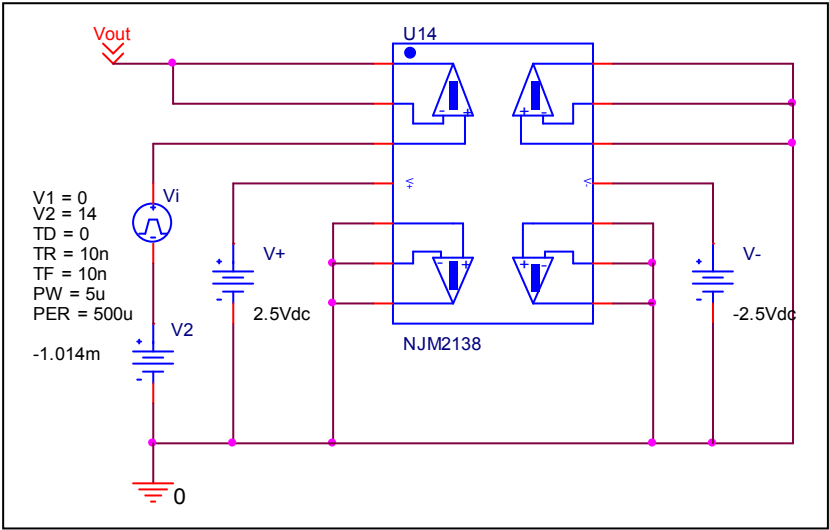 Vout
U14
- +
+ -
V+
V-
V1 = 0
V2 = 14
TD = 0
TR = 10n
TF = 10n
PW = 5u
PER = 500u
Vi
+
-
V+
+
-
2.5Vdc
- +
+ -
V-
+
-
-2.5Vdc
V2
+
-
-1.014m
NJM2138
0